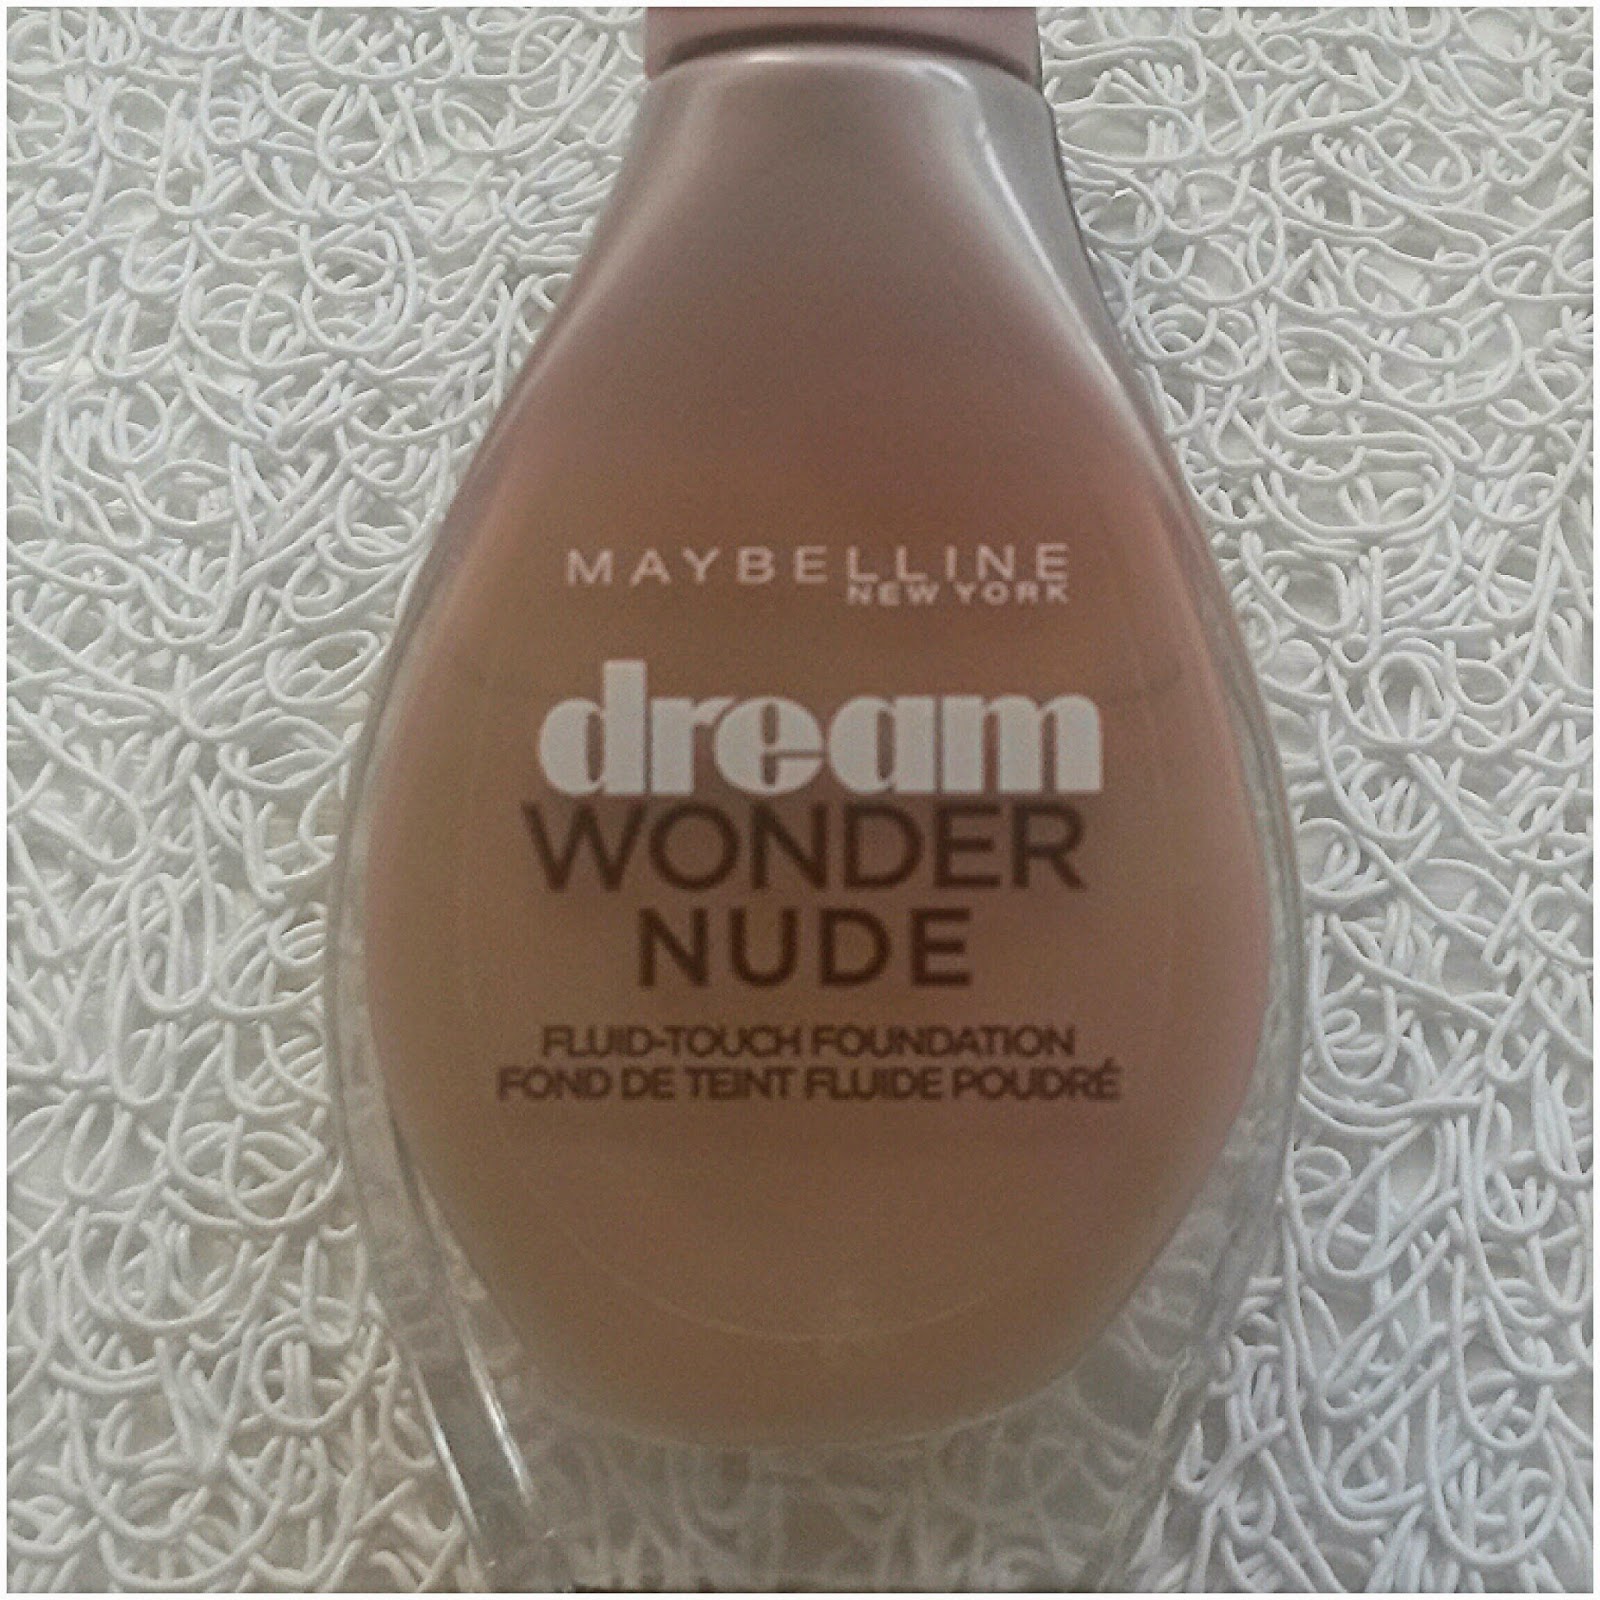 MAYBELLINE
NEW YORK
dream
WONDER
NUDE
FLUID-TOUCH FOUNDATION
FOND DE TEINT FLUIDE POUDRÉ